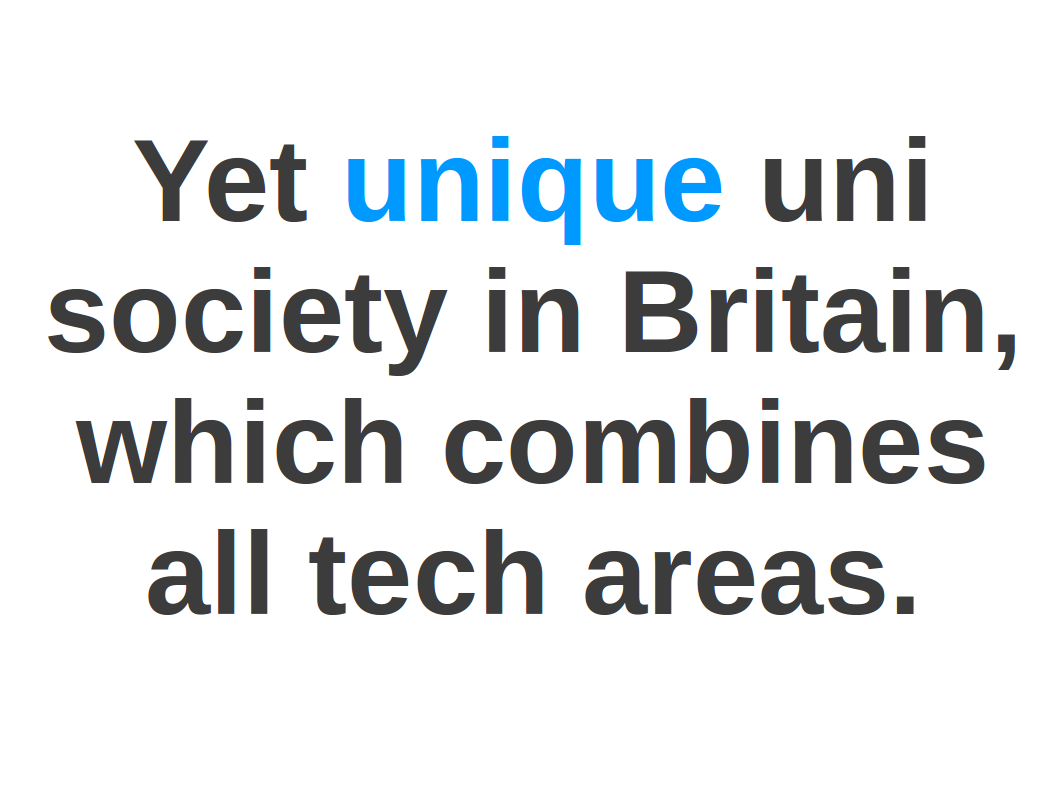 Yet unique uni
society in Britain,
which combines
all tech areas.